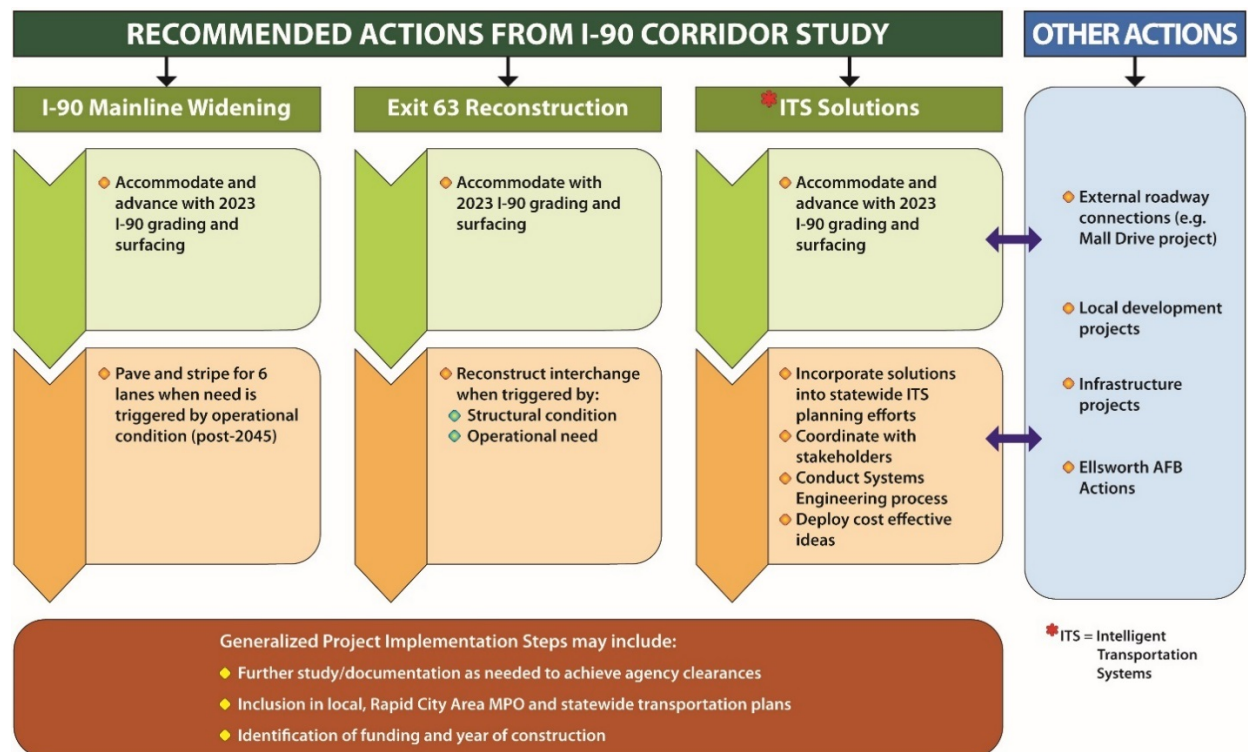 RECOMMENDED ACTIONS FROM I-90 CORRIDOR STUDY
OTHER ACTIONS
I-90 Mainline Widening
Accommodate and
advance with 2023
I-90 grading and
surfacing
Pave and stripe for 6
lanes when need is
triggered by operational
condition (post-2045)
Exit 63 Reconstruction
Accommodate with
2023 I-90 grading and
surfacing
Reconstruct interchange
when triggered by:
Structural condition
Operational need
*ITS Solutions
Accommodate and
advance with 2023
I-90 grading and
surfacing
Incorporate solutions
into statewide ITS
planning efforts
Coordinate with
stakeholders
Conduct Systems
Engineering process
Deploy cost effective
ideas
External roadway
connections (e.g.
Mall Drive project)
Local development
projects
Infrastructure
projects
Ellsworth AFB
Actions
Generalized Project Implementation Steps may include:
Further study/documentation as needed to achieve agency clearances
Inclusion in local, Rapid City Area MPO and statewide transportation plans
Identification of funding and year of construction
*ITS = Intelligent
Transportation
Systems